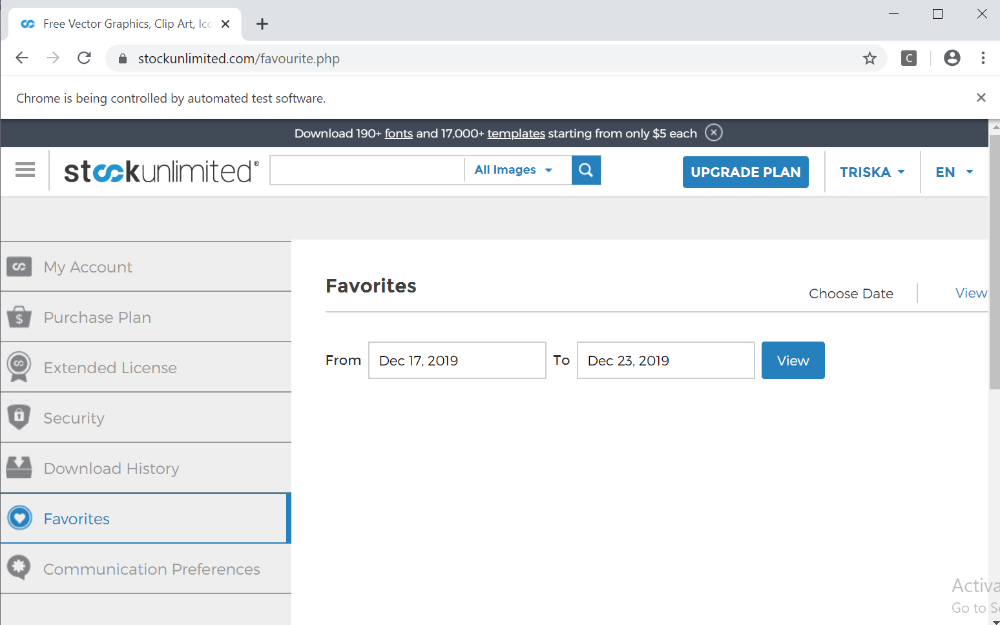 Free Vector Graphics, Clip Art, Ico
stockunlimited.com/favourite.php
C
Chrome is being controlled by automated test software.
Download 190+ fonts and 17,000+ templates starting from only $5 each
stockunlimited®
All Images
UPGRADE PLAN
TRISKA
EN
My Account
Purchase Plan
Extended License
Security
Download History
Favorites
Communication Preferences
Favorites
Choose Date
View
From
Dec 17, 2019
To
Dec 23, 2019
View
Activa
Go to S